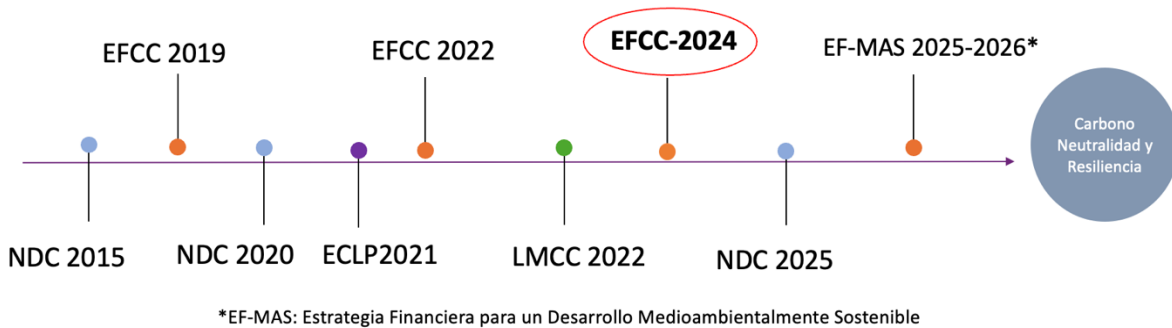 EFCC 2019
EFCC 2022
EFCC-2024
EF-MAS 2025-2026*
Carbono
Neutralidad y
Resiliencia
NDC 2015
NDC 2020
ECLP2021
LMCC 2022
NDC 2025
*EF-MAS: Estrategia Financiera para un Desarrollo Medioambientalmente Sostenible